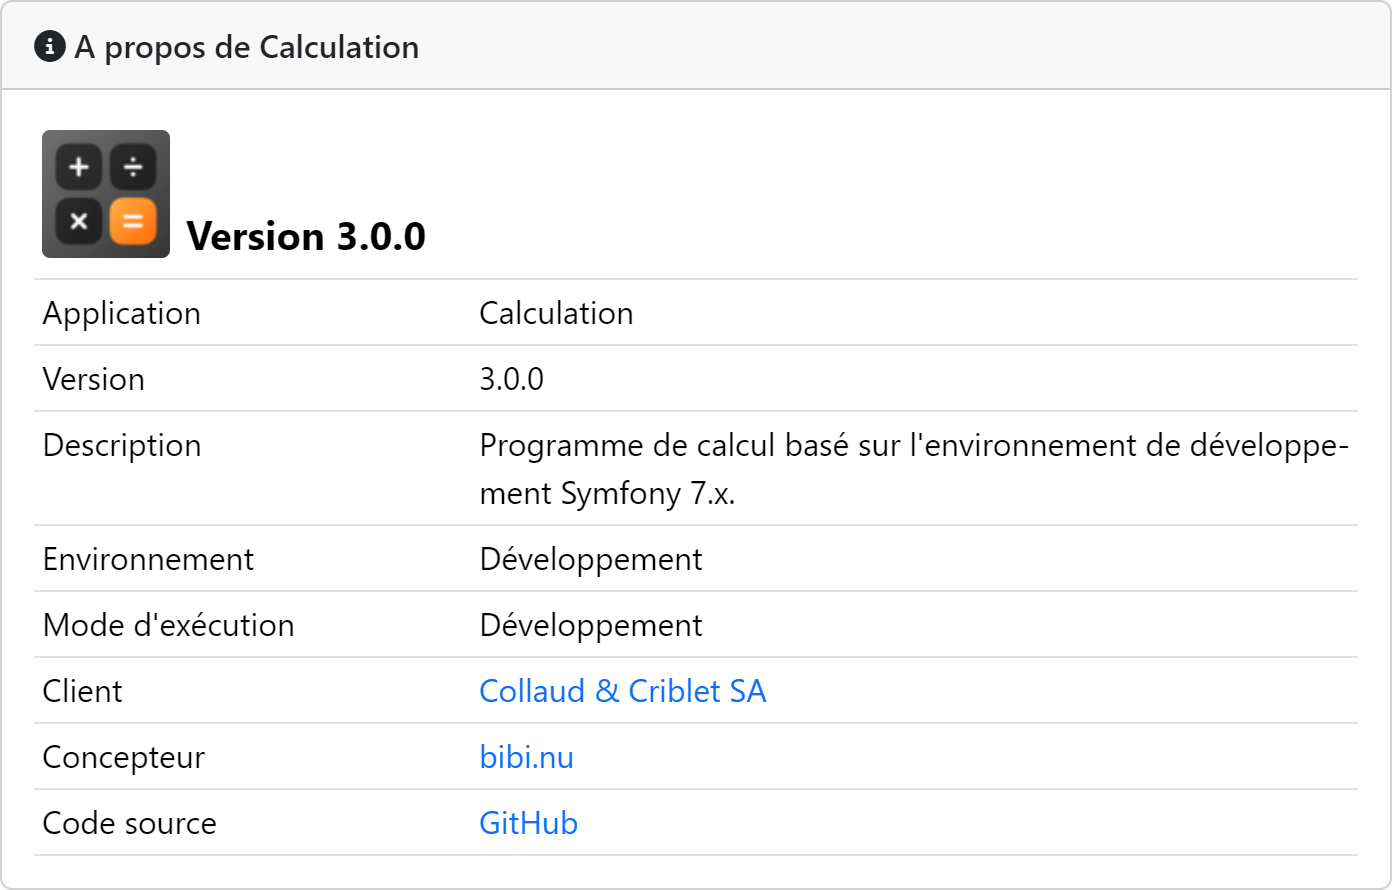 A propos de Calculation
Version 3.0.0
Application Calculation
Version 3.0.0
Description Programme de calcul basé sur l'environnement de développe-
ment Symfony 7.x.
Environnement Développement
Mode d'exécution Développement
Client Collaud & Criblet SA
Concepteur bibi.nu
Code source GitHub